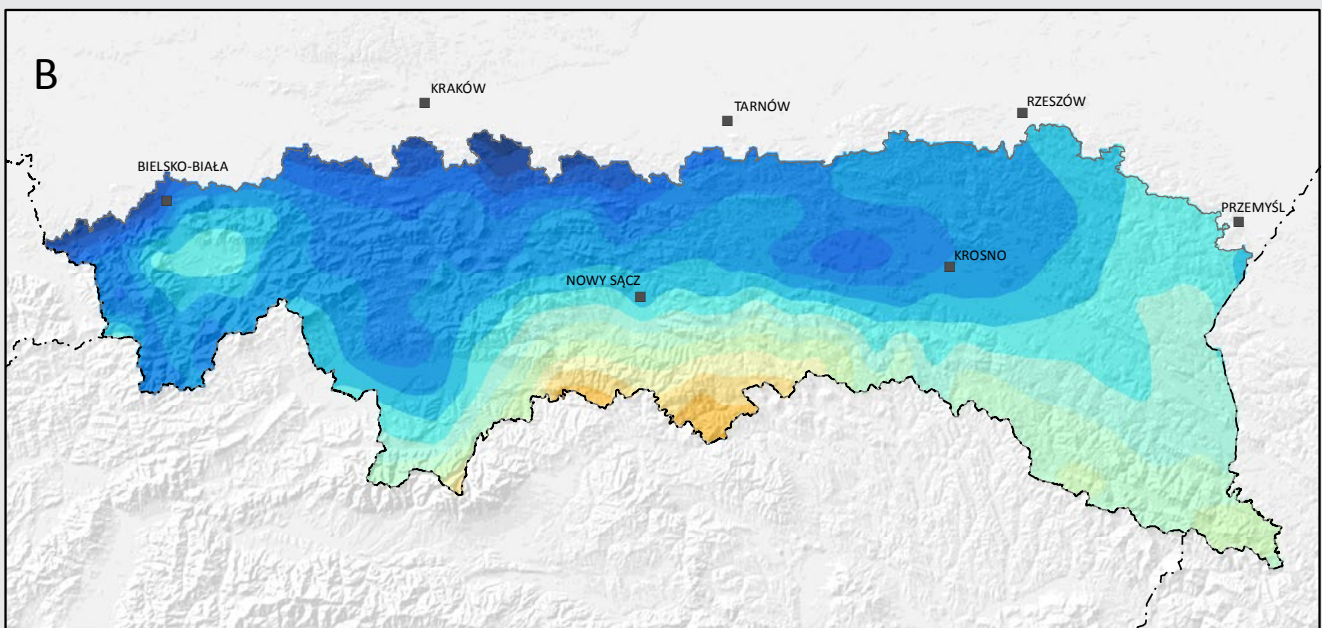 B
KRAKÓW
TARNÓW
RZESZÓW
BIELSKO-BIAŁA
PRZEMYŚL
KROSNO
NOWY SĄCZ